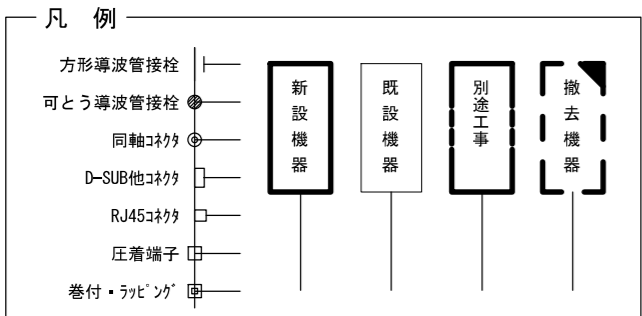 凡 例
方形導波管接栓
可とう導波管接栓
同軸ｺﾈｸﾀ
D-SUB他ｺﾈｸﾀ
RJ45ｺﾈｸﾀ
圧着端子
巻付・ﾗｯﾋﾟﾝｸﾞ
新設機器
既設機器
別途工事
撤去機器